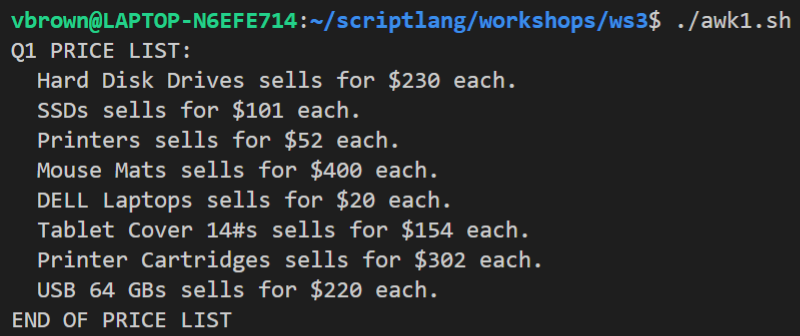 vbrown@LAPTOP-N6EFE714:~/scriptlang/workshops/ws3$ ./awk1.sh
Q1 PRICE LIST:
  Hard Disk Drives sells for $230 each.
  SSDs sells for $101 each.
  Printers sells for $52 each.
  Mouse Mats sells for $400 each.
  DELL Laptops sells for $20 each.
  Tablet Cover 14#s sells for $154 each.
  Printer Cartridges sells for $302 each.
  USB 64 GBs sells for $220 each.
END OF PRICE LIST